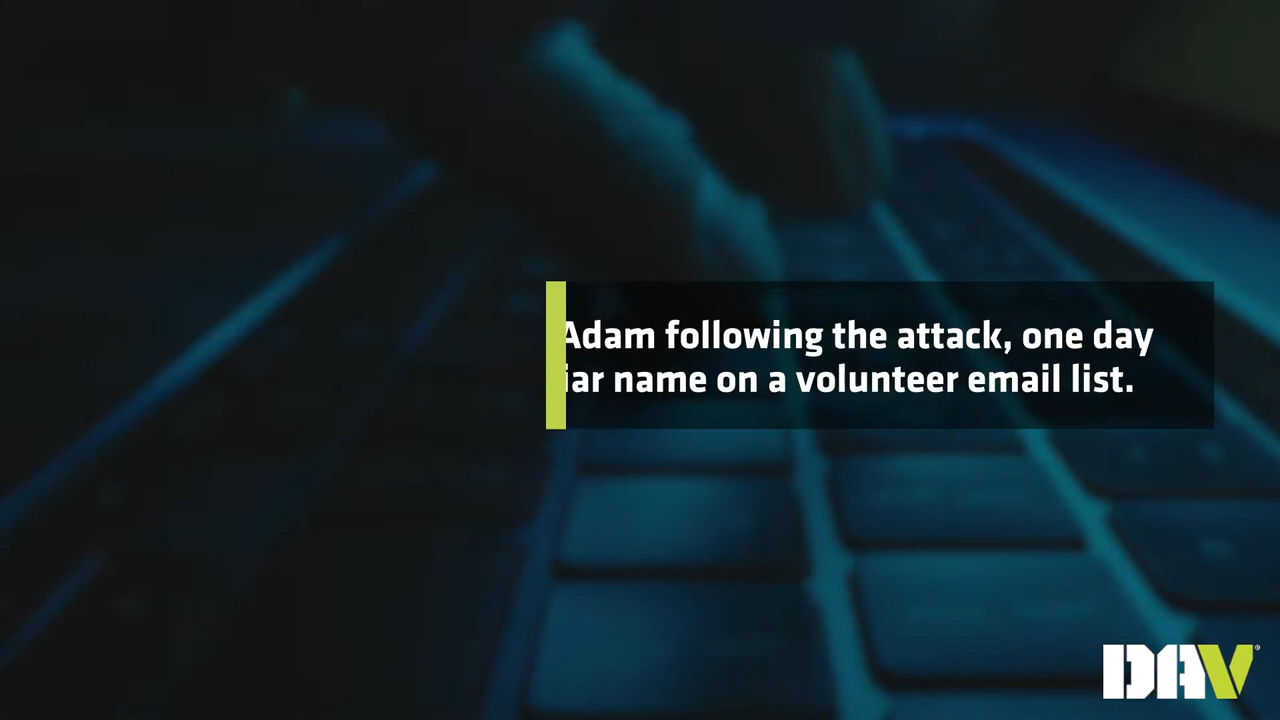 Adam following the attack, one day
iar name on a volunteer email list.
DAV®